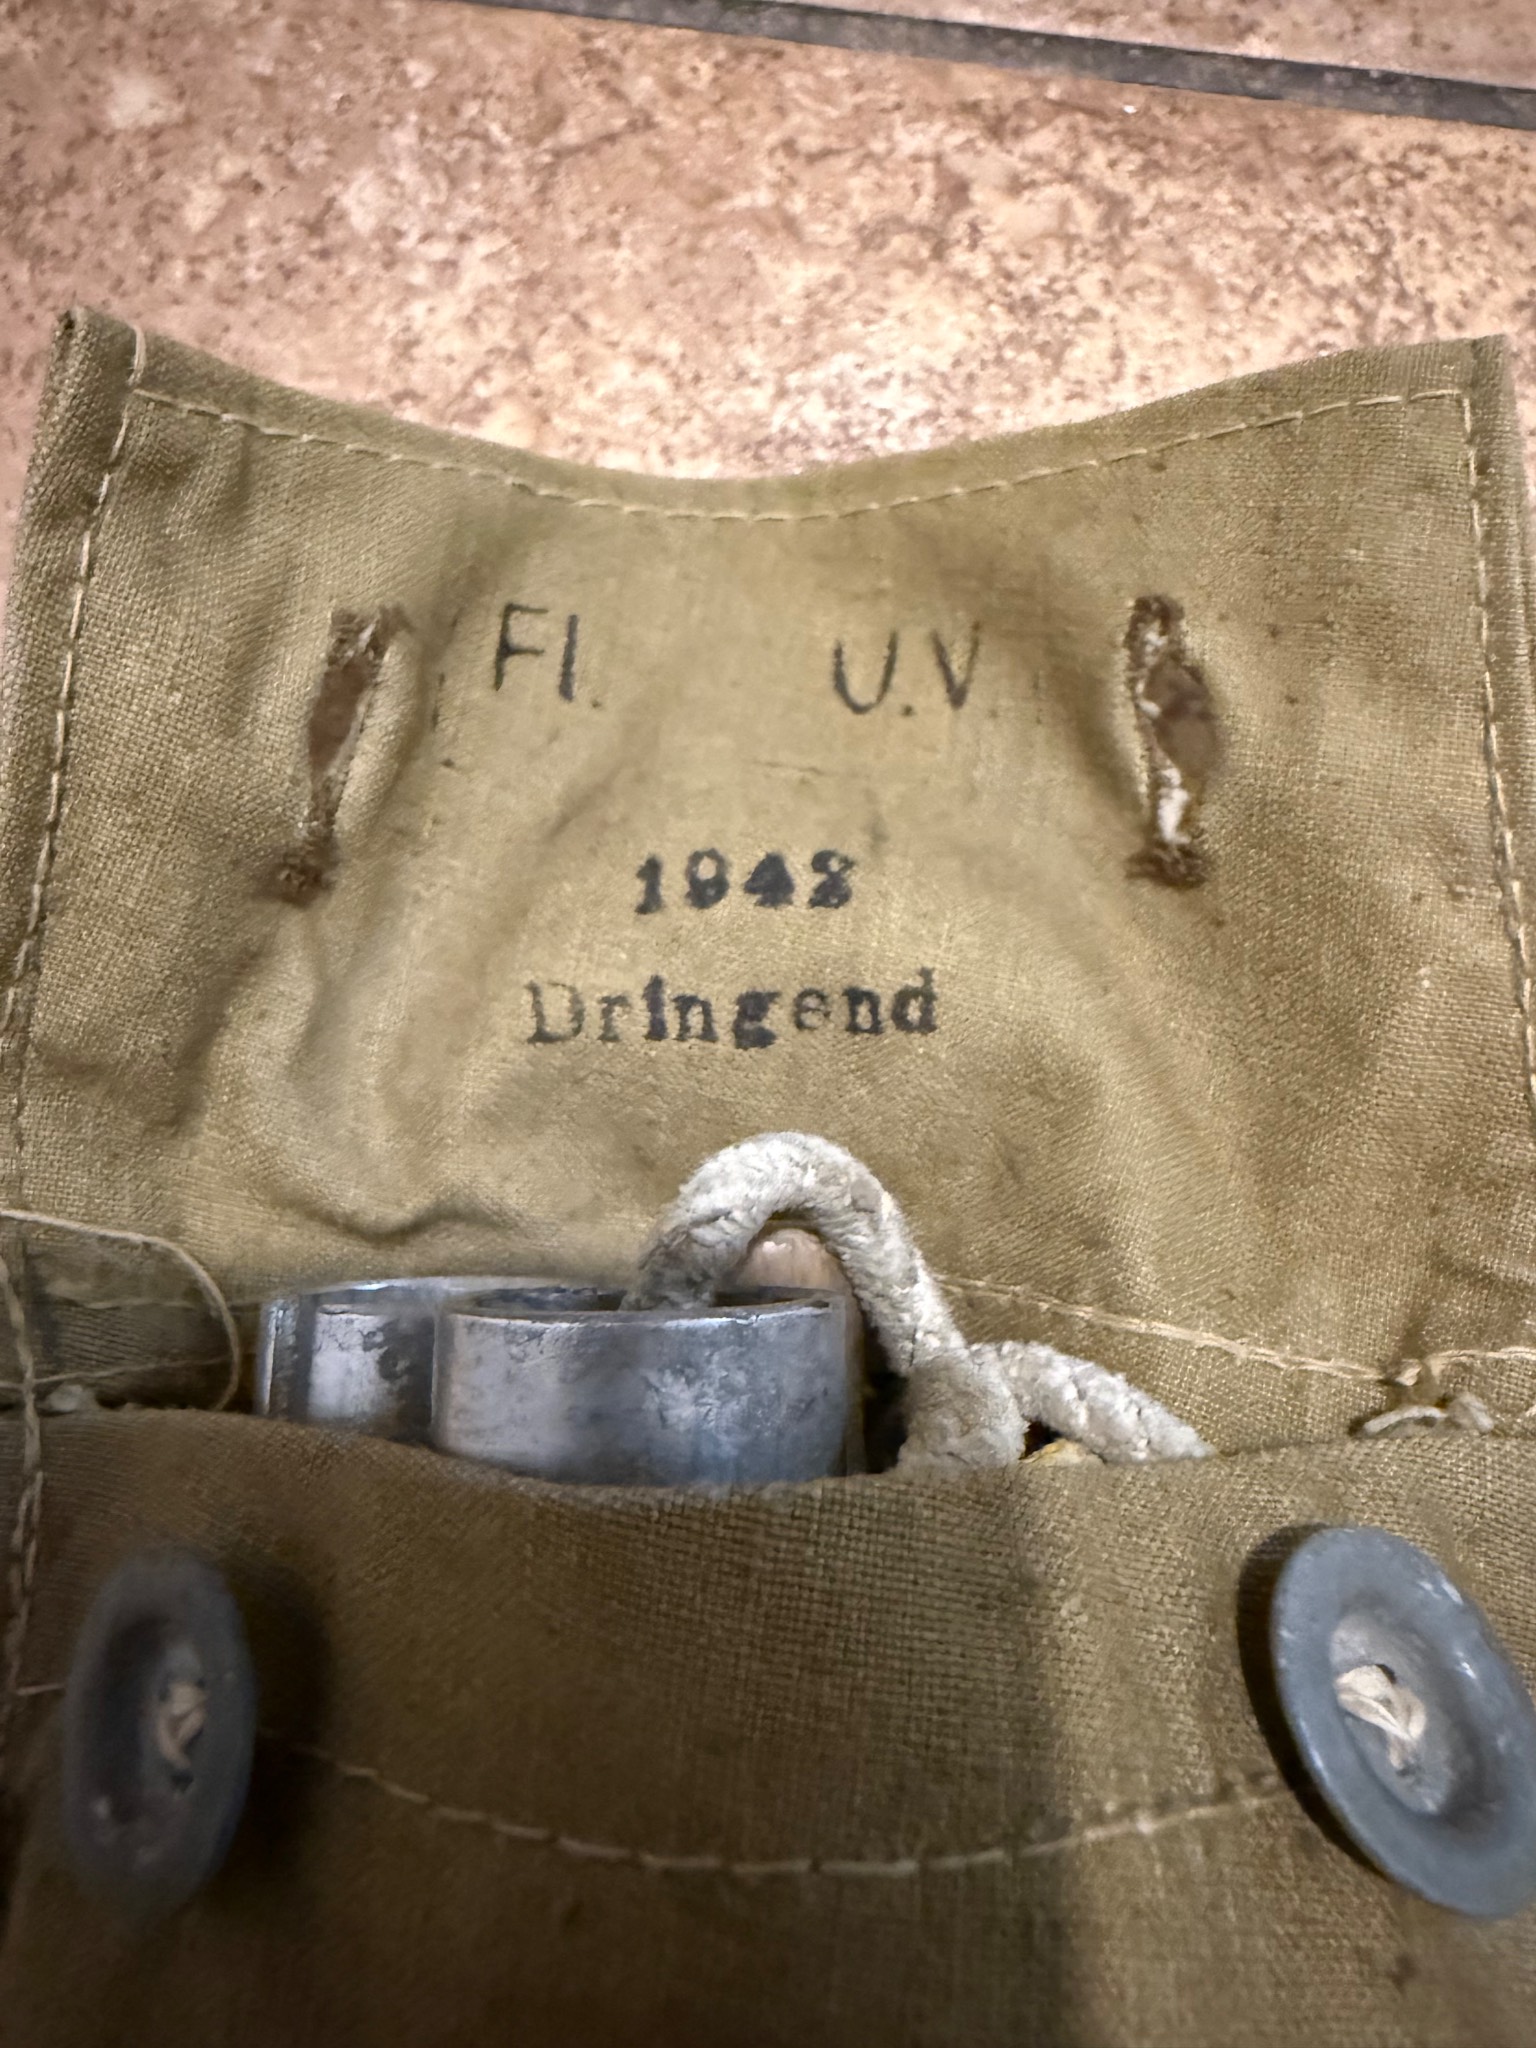 Fl. U.V
1942
Dringend